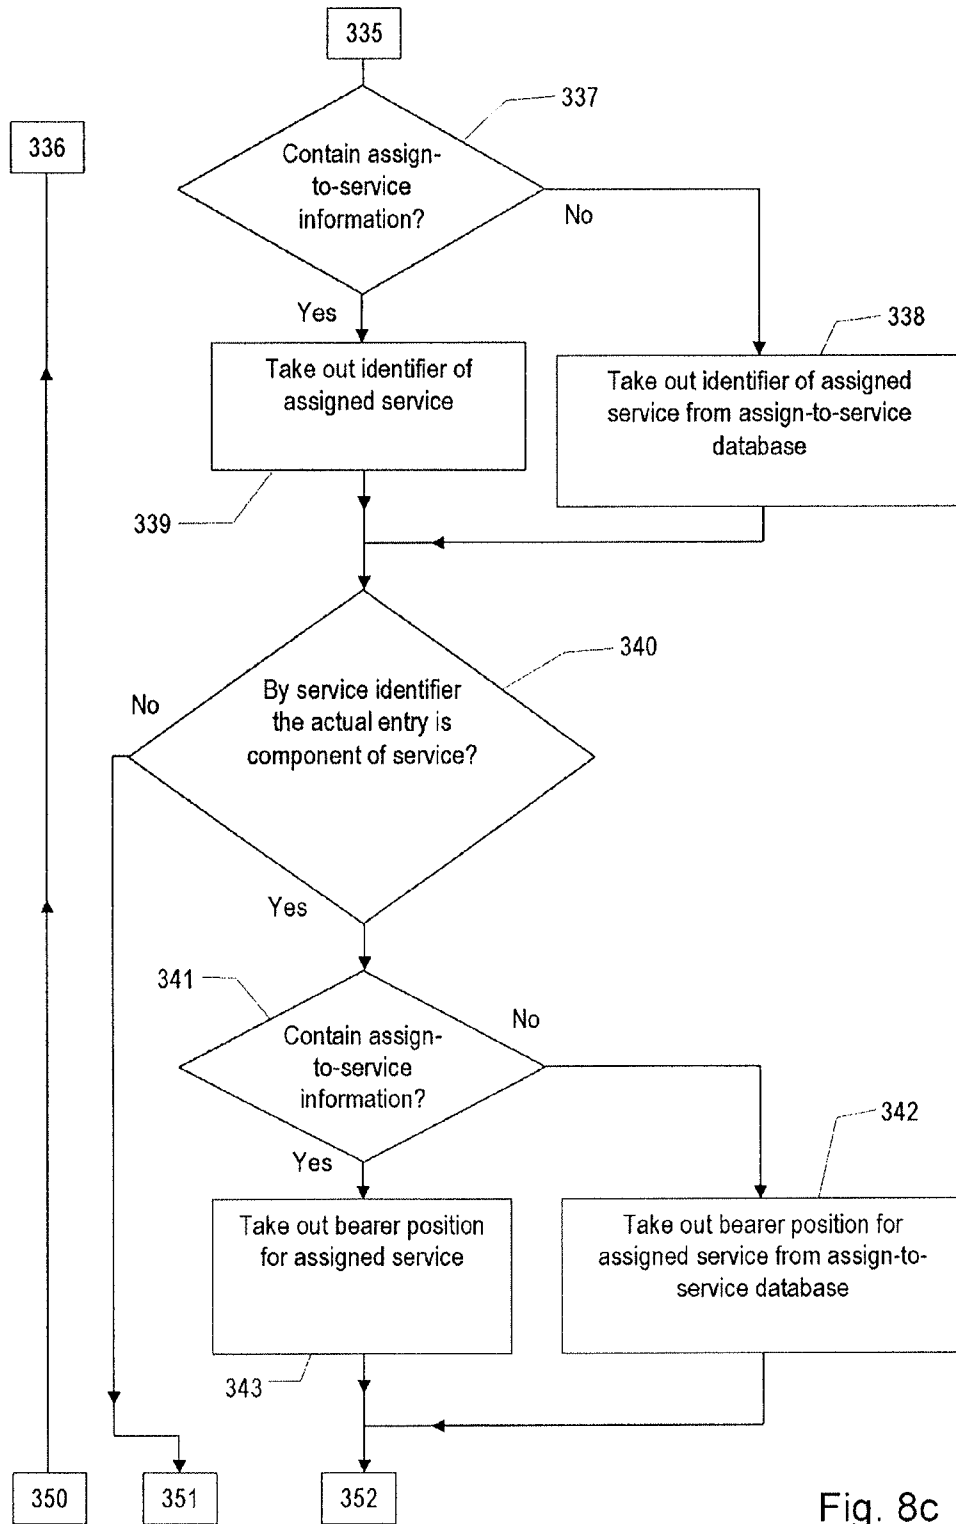 335
337
336
Contain assign-
to-service
information?
No
Yes
338
Take out identifier of
assigned service
Take out identifier of assigned
service from assign-to-service
database
339
340
No
By service identifier
the actual entry is
component of service?
Yes
341
No
Contain assign-
to-service
information?
342
Yes
Take out bearer position
for assigned service
Take out bearer position for
assigned service from assign-to-
service database
343
350
351
352
Fig. 8c